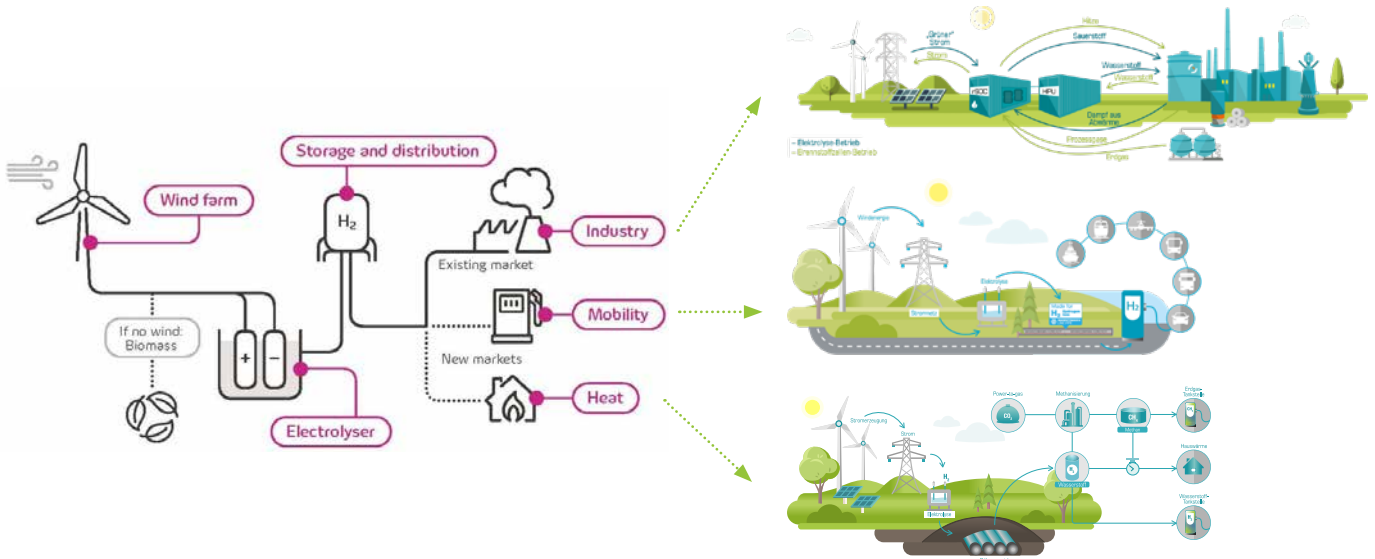 Storage and distribution
Wind farm
H₂
Industry
Existing market
Mobility
If no wind:
Biomass
+
−
New markets
Heat
Electrolyser
Hitze
„Grüner"
Strom
Sauerstoff
Strom
Wasserstoff
Wasserstoff
rSOC
HPU
Dampf aus
Abwärme
Prozessgase
Erdgas
– Elektrolyse-Betrieb
– Brennstoffzellen-Betrieb
Windenergie
Elektrolyse
Stromnetz
H₂
Stromerzeugung
Strom
H₂
Elektrolyse
Power-to-gas
CO₂
Methanisierung
CH₄
Methan
Erdgas-
Tankstelle
Wasserstoff
Hauswärme
Wasserstoff-
Tankstelle